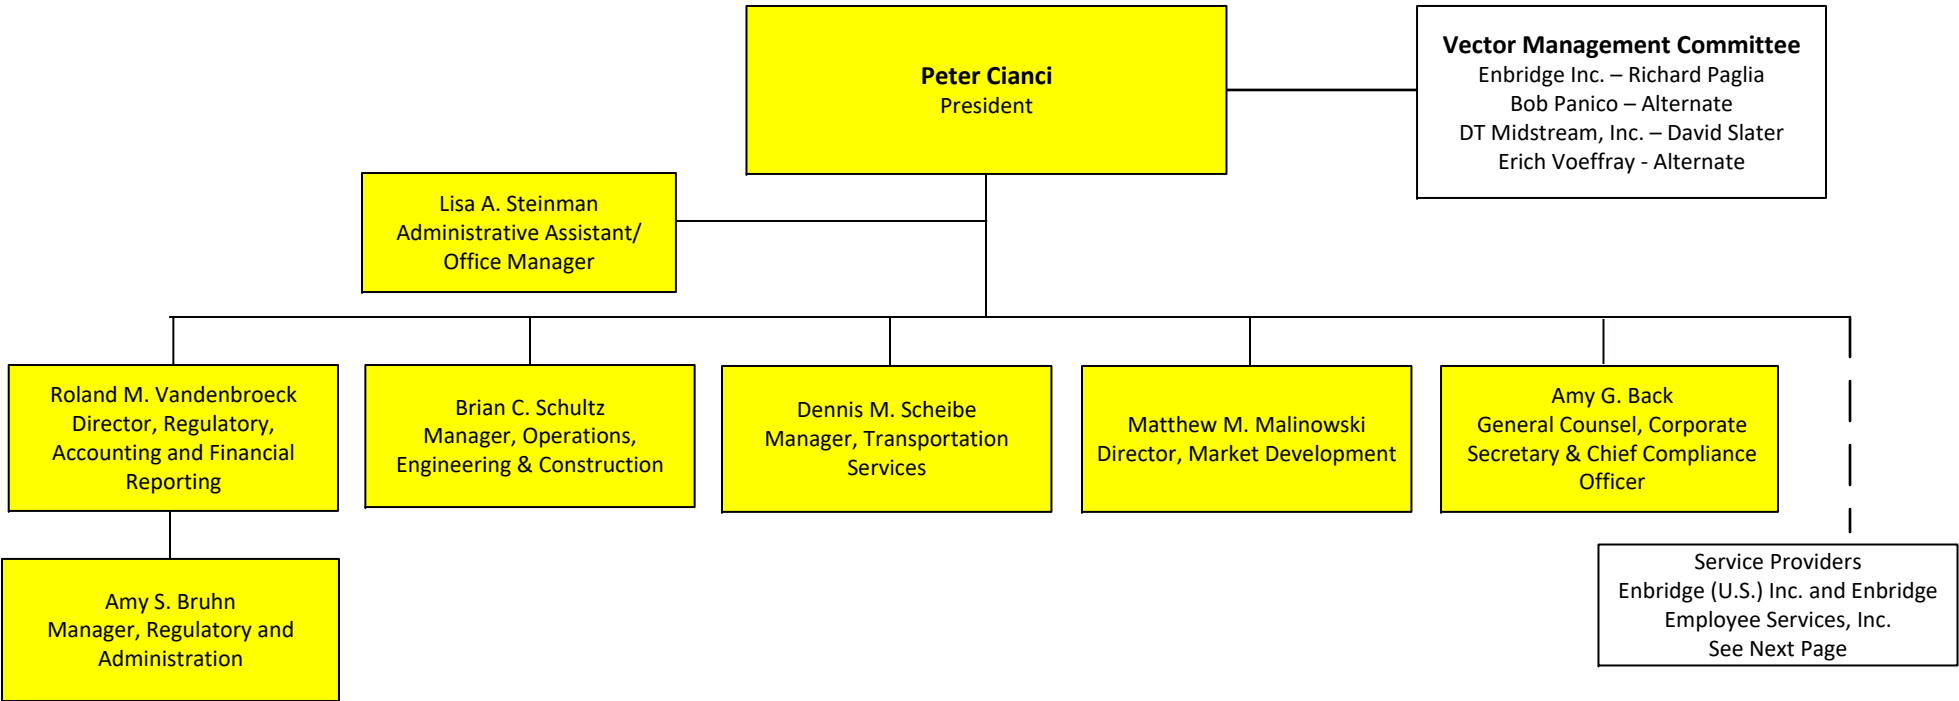 Peter Cianci
President
Vector Management Committee
Enbridge Inc. – Richard Paglia
Bob Panico – Alternate
DT Midstream, Inc. – David Slater
Erich Voeffray - Alternate
Lisa A. Steinman
Administrative Assistant/
Office Manager
Roland M. Vandenbroeck
Director, Regulatory,
Accounting and Financial
Reporting
Brian C. Schultz
Manager, Operations,
Engineering & Construction
Dennis M. Scheibe
Manager, Transportation
Services
Matthew M. Malinowski
Director, Market Development
Amy G. Back
General Counsel, Corporate
Secretary & Chief Compliance
Officer
Amy S. Bruhn
Manager, Regulatory and
Administration
Service Providers
Enbridge (U.S.) Inc. and Enbridge
Employee Services, Inc.
See Next Page